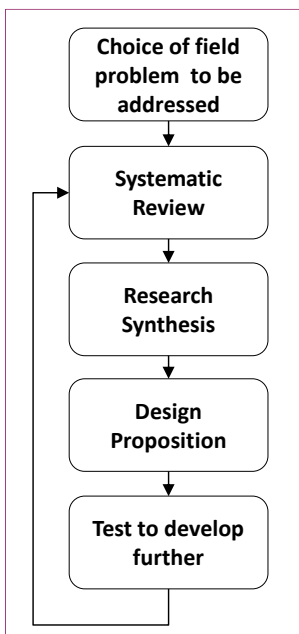 Choice of field
problem to be
addressed
Systematic
Review
Research
Synthesis
Design
Proposition
Test to develop
further